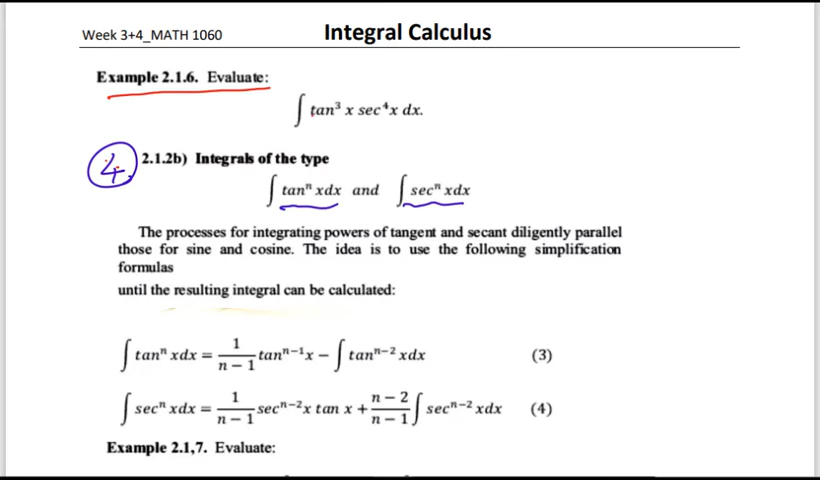 Week 3+4_MATH 1060 Integral Calculus
Example 2.1.6. Evaluate:
∫ tan³ x sec⁴x dx.
4 2.1.2b) Integrals of the type
∫ tanⁿ xdx and ∫ secⁿ xdx
The processes for integrating powers of tangent and secant diligently parallel
those for sine and cosine. The idea is to use the following simplification
formulas
until the resulting integral can be calculated:
∫ tanⁿ xdx = 1/(n − 1) tanⁿ⁻¹x − ∫ tanⁿ⁻² xdx (3)
∫ secⁿ xdx = 1/(n − 1) secⁿ⁻²x tan x + (n − 2)/(n − 1) ∫ secⁿ⁻² xdx (4)
Example 2.1,7. Evaluate: